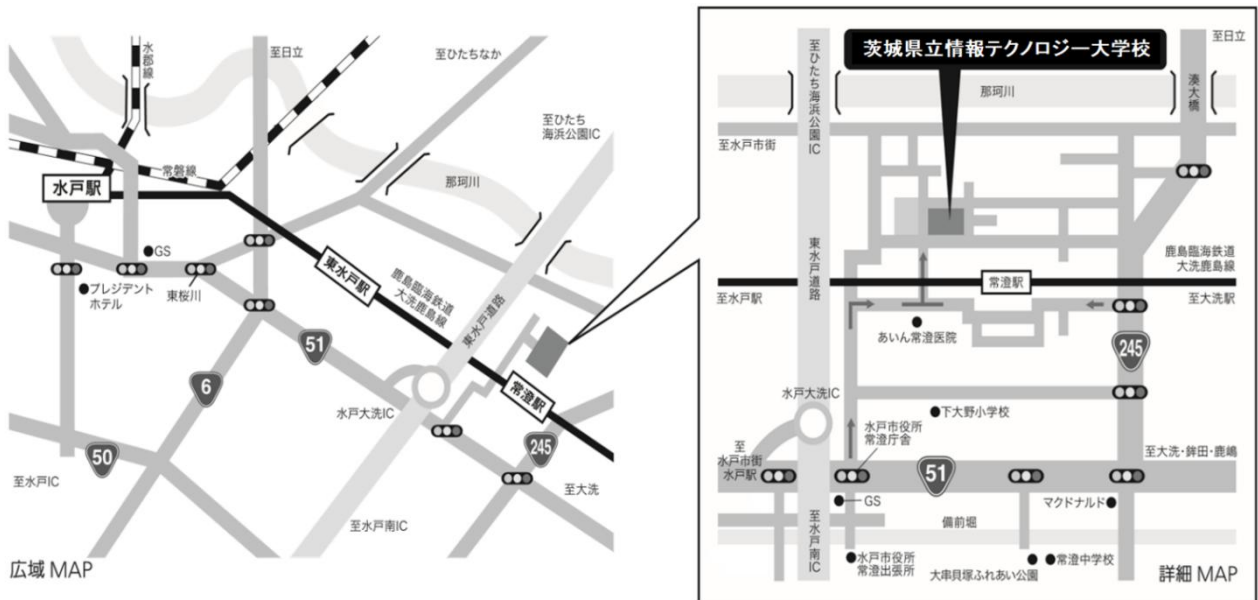 水郡線
至日立
至ひたちなか
至ひたち
海浜公園IC
常磐線
水戸駅
那珂川
GS
プレジデント
ホテル
東桜川
東水戸駅
鹿島臨海鉄道
大洗鹿島線
東水戸道路
51
6
50
水戸大洗IC
常澄駅
245
至水戸IC
至大洗
至水戸南IC
広域 MAP
茨城県立情報テクノロジー大学校
至ひたち海浜公園IC
至日立
那珂川
湊大橋
至水戸市街
東水戸道路
鹿島臨海鉄道
大洗鹿島線
常澄駅
至水戸駅
至大洗駅
あいん常澄医院
245
水戸大洗IC
下大野小学校
水戸市役所
常澄庁舎
至
水戸市街
水戸駅
至大洗・鉾田・鹿嶋
51
GS
マクドナルド
備前堀
至水戸南IC
水戸市役所
常澄出張所
大串貝塚ふれあい公園
常澄中学校
詳細 MAP